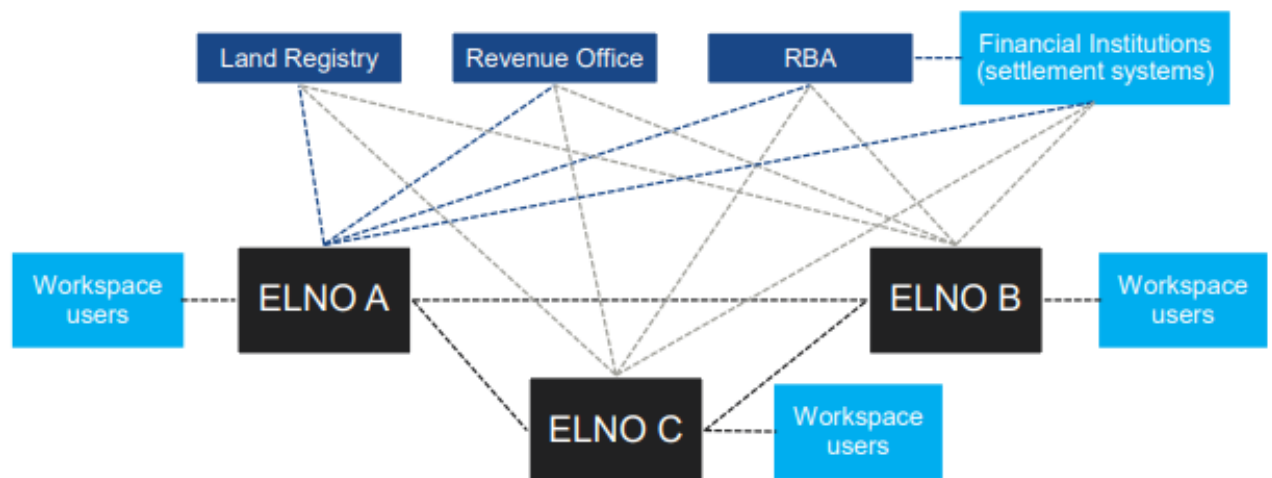 Land Registry
Revenue Office
RBA
Financial Institutions
(settlement systems)
Workspace
users
ELNO A
ELNO B
Workspace
users
ELNO C
Workspace
users